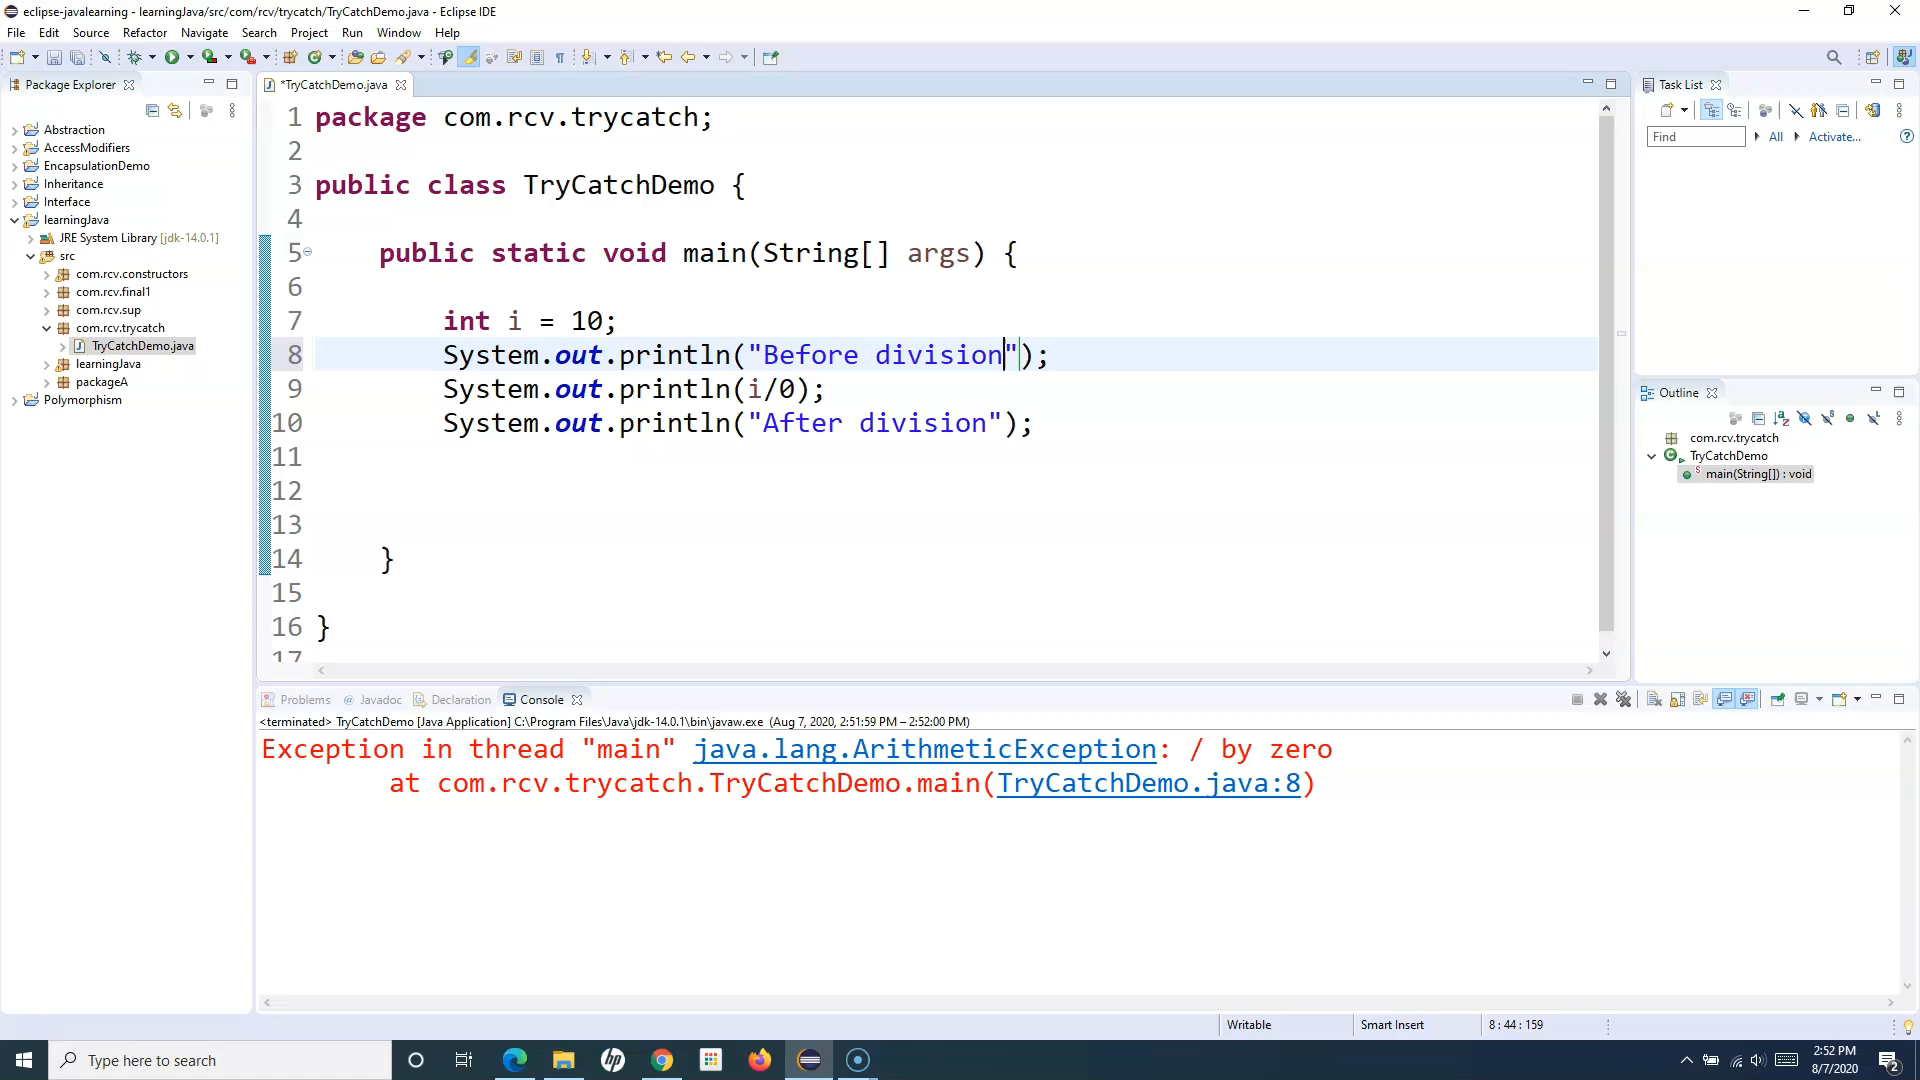 eclipse-javalearning - learningJava/src/com/rcv/trycatch/TryCatchDemo.java - Eclipse IDE
File Edit Source Refactor Navigate Search Project Run Window Help
Package Explorer
Abstraction
AccessModifiers
EncapsulationDemo
Inheritance
Interface
learningJava
JRE System Library [jdk-14.0.1]
src
com.rcv.constructors
com.rcv.final1
com.rcv.sup
com.rcv.trycatch
TryCatchDemo.java
learningJava
packageA
Polymorphism
*TryCatchDemo.java
1 package com.rcv.trycatch;
2
3 public class TryCatchDemo {
4
5 public static void main(String[] args) {
6
7 int i = 10;
8 System.out.println("Before division");
9 System.out.println(i/0);
10 System.out.println("After division");
11
12
13
14 }
15
16 }
17
Task List
Find All Activate...
Outline
com.rcv.trycatch
TryCatchDemo
main(String[]) : void
Problems @ Javadoc Declaration Console
<terminated> TryCatchDemo [Java Application] C:\Program Files\Java\jdk-14.0.1\bin\javaw.exe (Aug 7, 2020, 2:51:59 PM – 2:52:00 PM)
Exception in thread "main" java.lang.ArithmeticException: / by zero
at com.rcv.trycatch.TryCatchDemo.main(TryCatchDemo.java:8)
Writable Smart Insert 8 : 44 : 159
Type here to search
hp
2:52 PM
8/7/2020
2